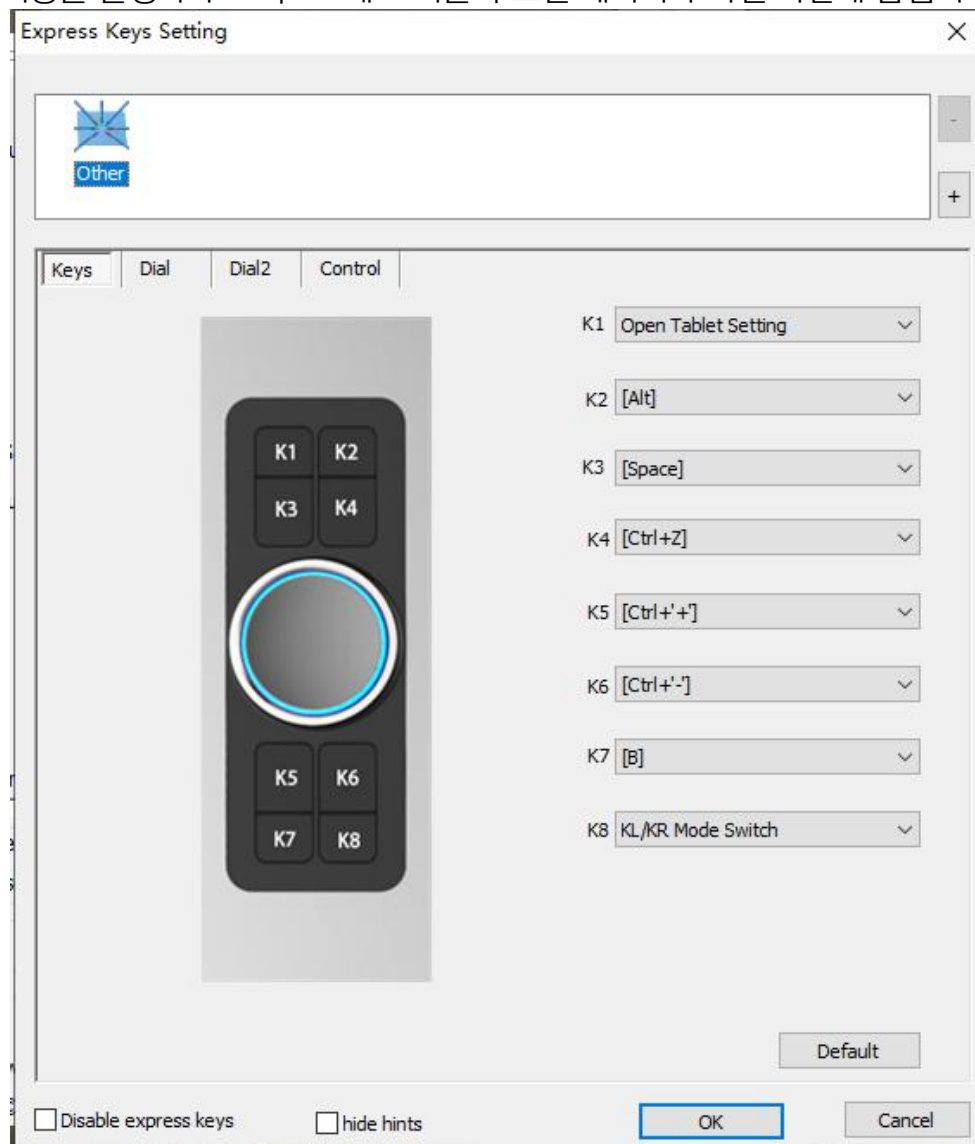 Express Keys Setting
Other
-
+
Keys Dial Dial2 Control
K1 Open Tablet Setting
K2 [Alt]
K3 [Space]
K4 [Ctrl+Z]
K5 [Ctrl+'+']
K6 [Ctrl+'-']
K7 [B]
K8 KL/KR Mode Switch
K1 K2
K3 K4
K5 K6
K7 K8
Default
Disable express keys
hide hints
OK
Cancel